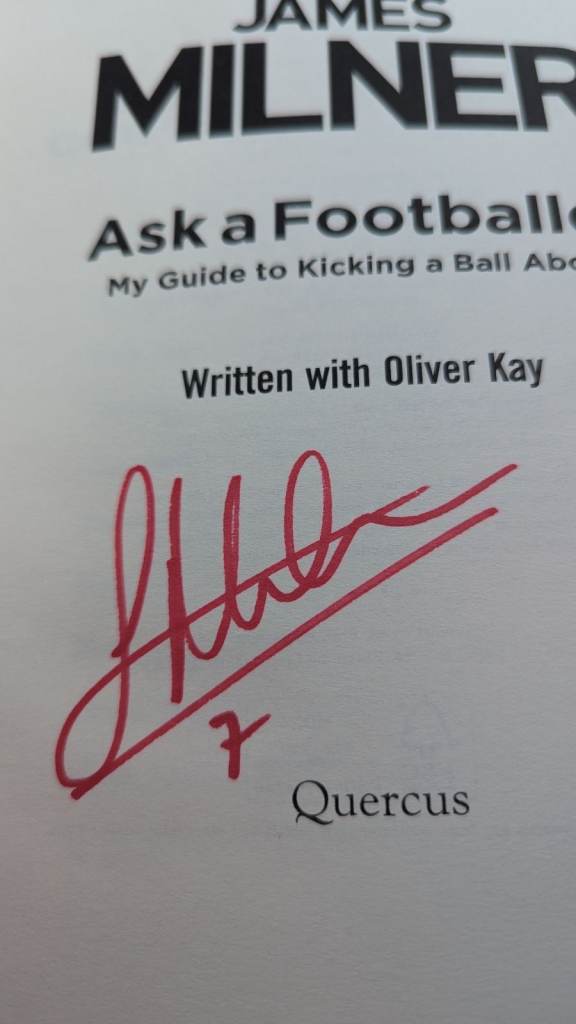 JAMES
MILNER
Ask a Footballe
My Guide to Kicking a Ball Abo
Written with Oliver Kay
7
Quercus